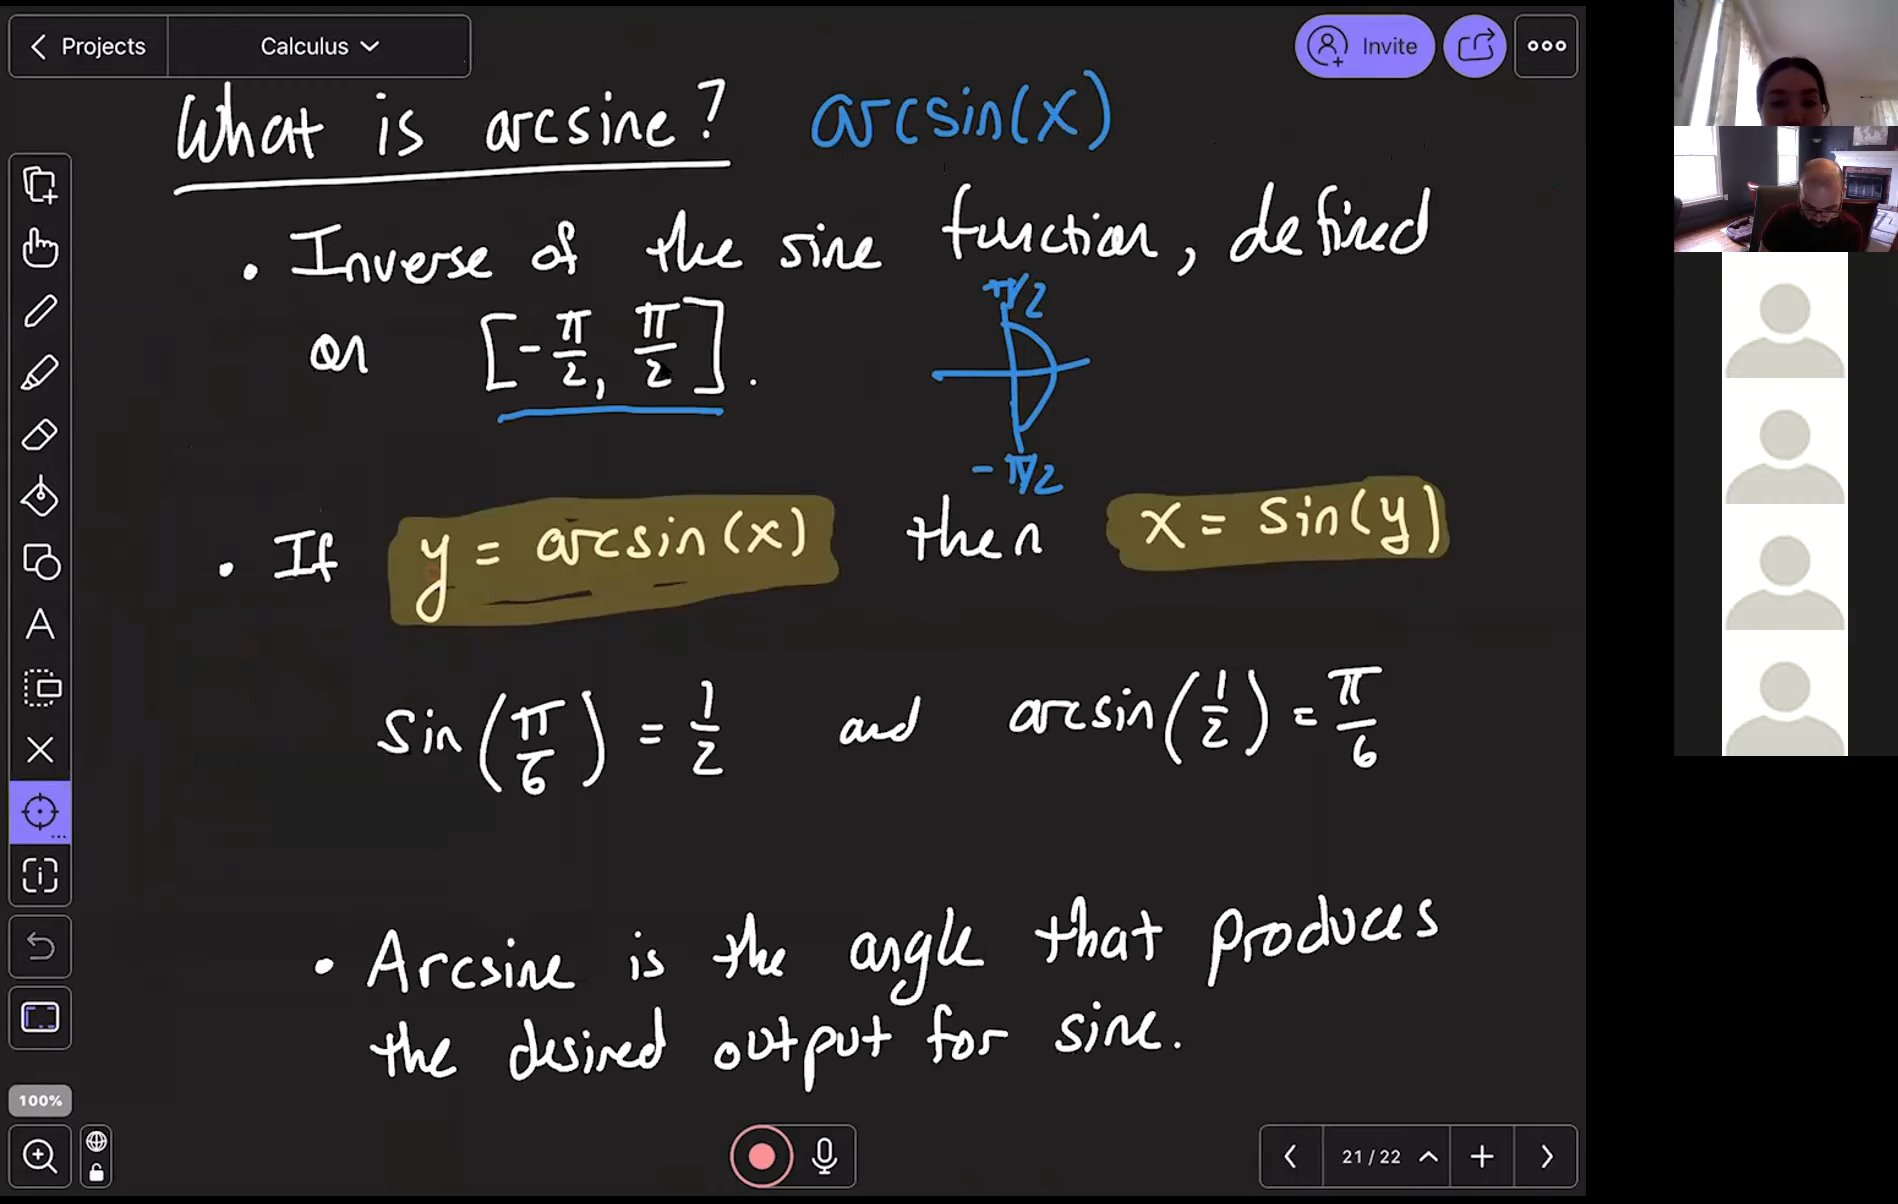 Projects
Calculus
Invite
What is arcsine? arcsin(x)
• Inverse of the sine function, defined
on [-π/2, π/2].
π/2
-π/2
• If y = arcsin(x) then x = sin(y)
sin(π/6) = 1/2 and arcsin(1/2) = π/6
• Arcsine is the angle that produces
the desired output for sine.
100%
21 / 22